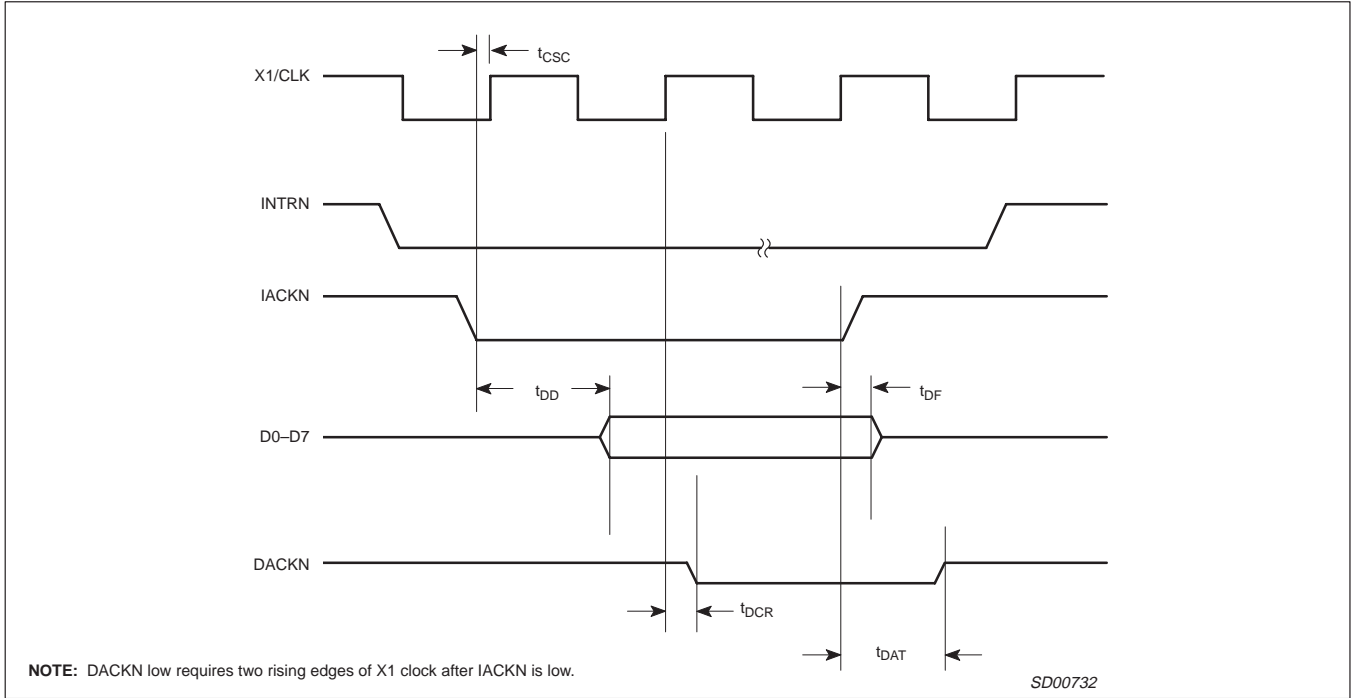 tCSC
X1/CLK
INTRN
IACKN
tDD
tDF
D0–D7
DACKN
tDCR
tDAT
NOTE: DACKN low requires two rising edges of X1 clock after IACKN is low.
SD00732